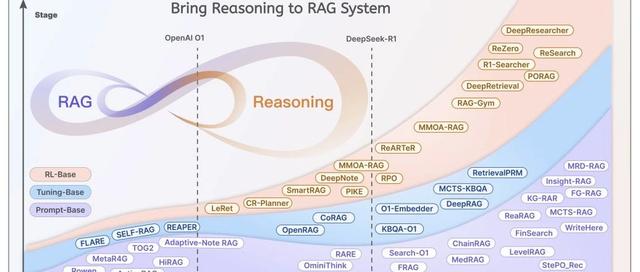 Bring Reasoning to RAG System
Stage
OpenAI O1
DeepSeek-R1
RAG
Reasoning
DeepResearcher
ReZero
ReSearch
R1-Searcher
PORAG
DeepRetrieval
RAG-Gym
MMOA-RAG
ReARTeR
MMOA-RAG
DeepNote
RPO
SmartRAG
PIKE
CR-Planner
LeRet
RL-Base
Tuning-Base
Prompt-Base
RetrievalPRM
MCTS-KBQA
DeepRAG
O1-Embedder
CoRAG
OpenRAG
KBQA-O1
REAPER
SELF-RAG
FLARE
MRD-RAG
Insight-RAG
FG-RAG
KG-RAR
MCTS-RAG
ReaRAG
WriteHere
FinSearch
ChainRAG
LevelRAG
MedRAG
StePO_Rec
Adaptive-Note RAG
TOG2
MetaR4G
HiRAG
RARE
OminiThink
Search-O1
FRAG